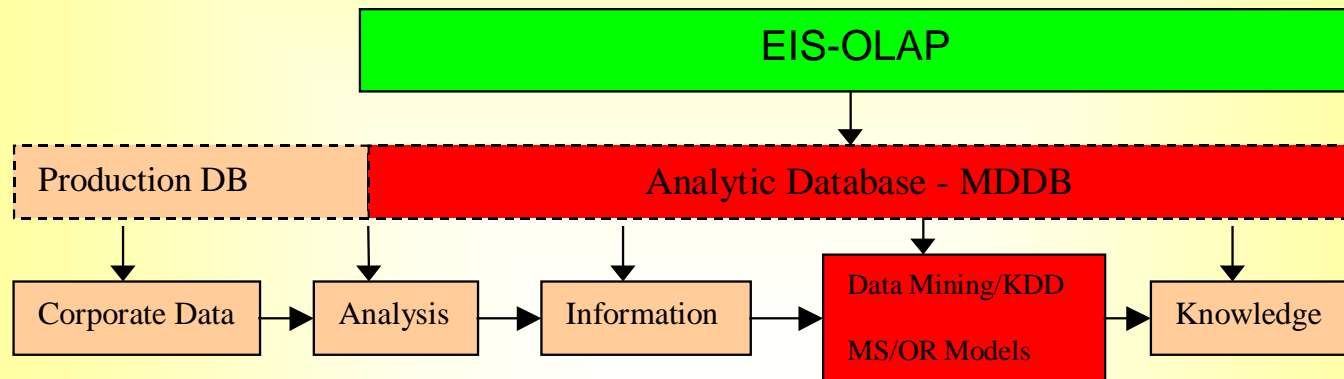 EIS-OLAP
Production DB
Analytic Database - MDDB
Corporate Data
Analysis
Information
Data Mining/KDD
MS/OR Models
Knowledge